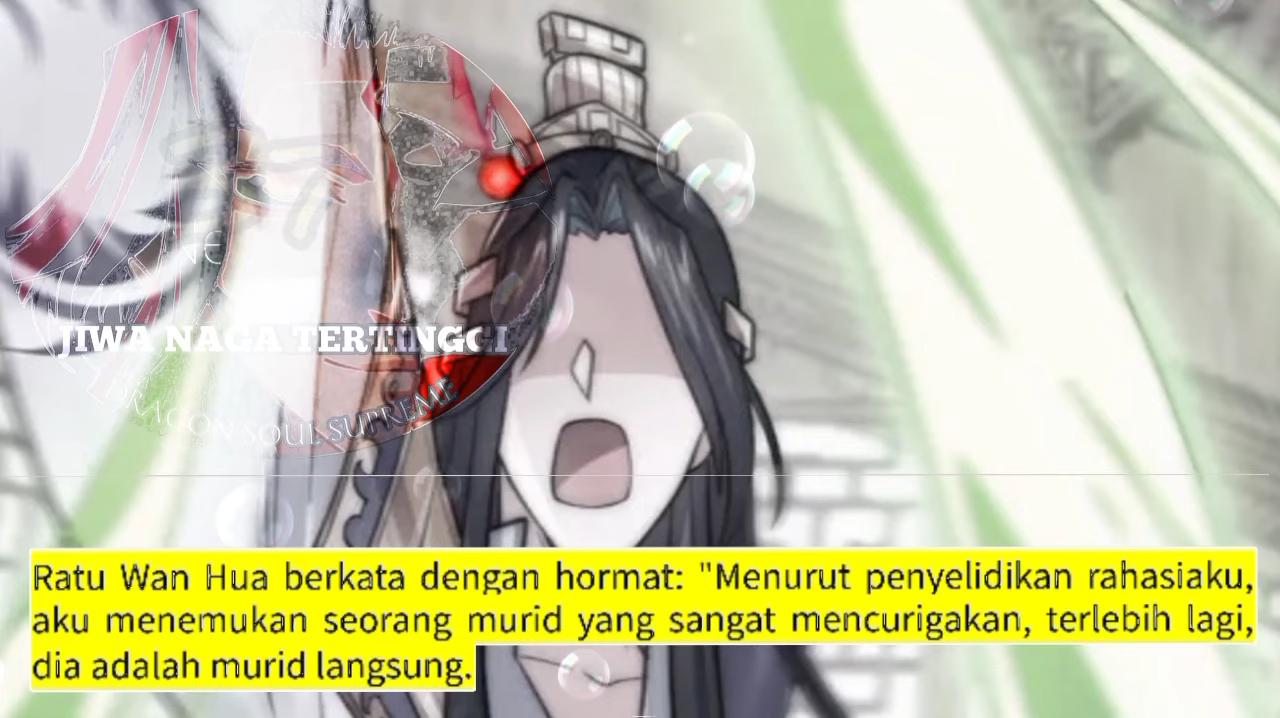 JIWA NAGA TERTINGGI
DRAGON SOUL SUPREME
Ratu Wan Hua berkata dengan hormat: "Menurut penyelidikan rahasiaku,
aku menemukan seorang murid yang sangat mencurigakan, terlebih lagi,
dia adalah murid langsung.